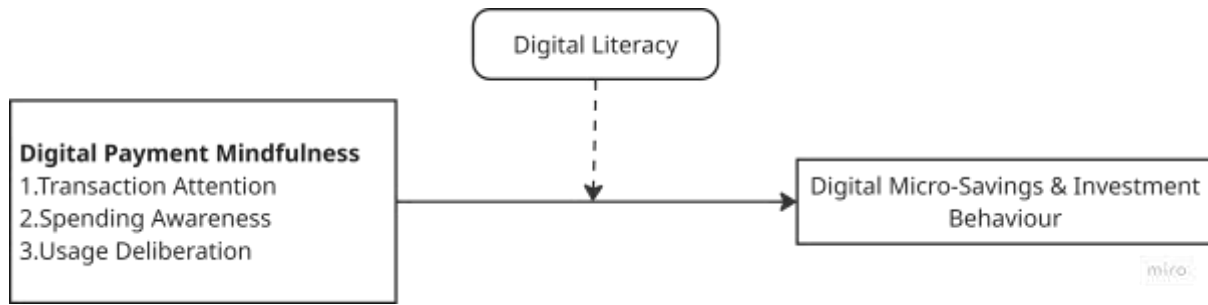 Digital Literacy
Digital Payment Mindfulness
1.Transaction Attention
2.Spending Awareness
3.Usage Deliberation
Digital Micro-Savings & Investment
Behaviour
miro